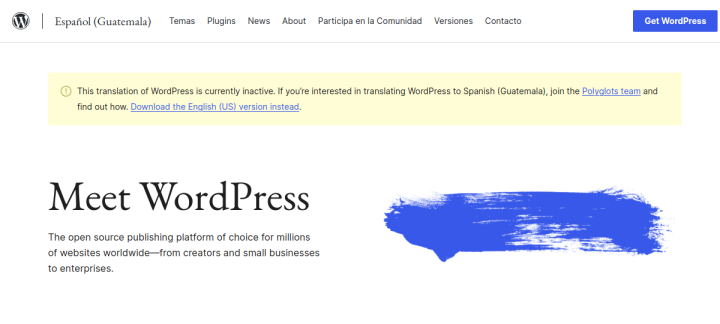 Español (Guatemala) Temas Plugins News About Participa en la Comunidad Versiones Contacto Get WordPress
This translation of WordPress is currently inactive. If you're interested in translating WordPress to Spanish (Guatemala), join the Polyglots team and
find out how. Download the English (US) version instead.
Meet WordPress
The open source publishing platform of choice for millions
of websites worldwide—from creators and small businesses
to enterprises.